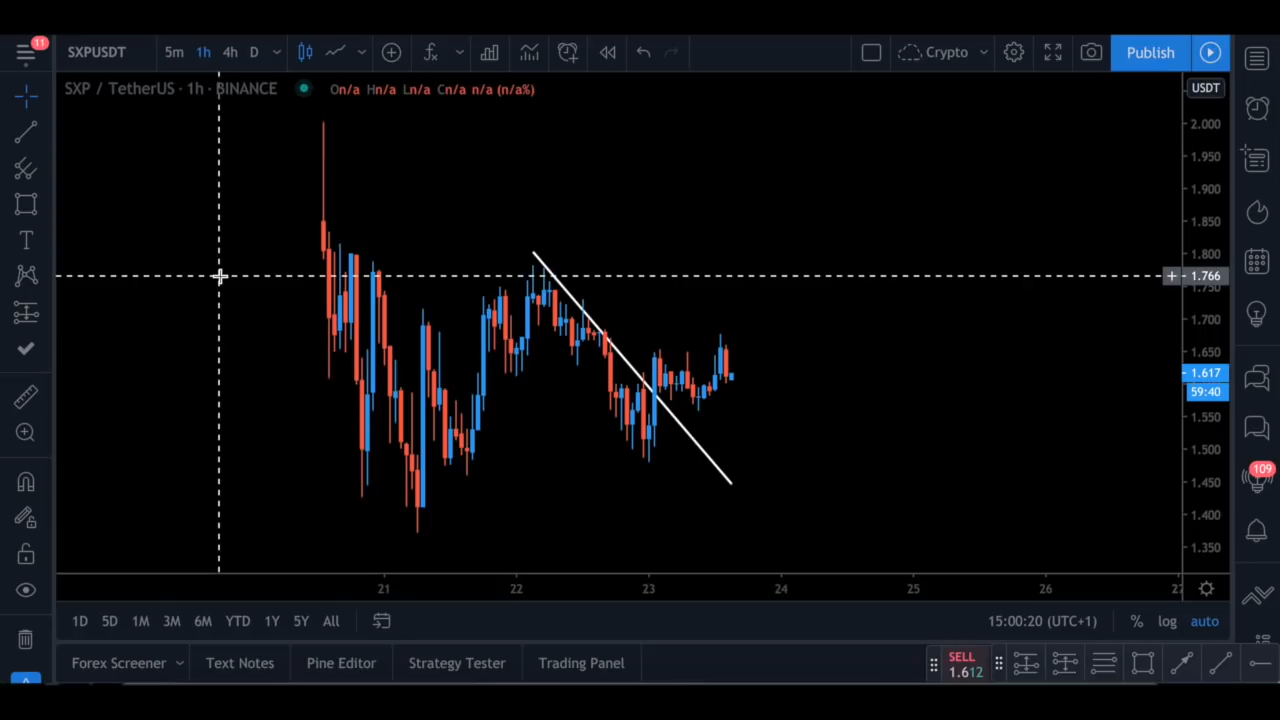 11
SXPUSDT 5m 1h 4h D Crypto Publish
SXP / TetherUS · 1h · BINANCE On/a Hn/a Ln/a Cn/a n/a (n/a%)
USDT
2.000
1.950
1.900
1.850
1.800
1.766
1.750
1.700
1.650
1.617
59:40
1.550
1.500
1.450
1.400
1.350
109
21 22 23 24 25 26
1D 5D 1M 3M 6M YTD 1Y 5Y All 15:00:20 (UTC+1) % log auto
Forex Screener Text Notes Pine Editor Strategy Tester Trading Panel
SELL
1.612